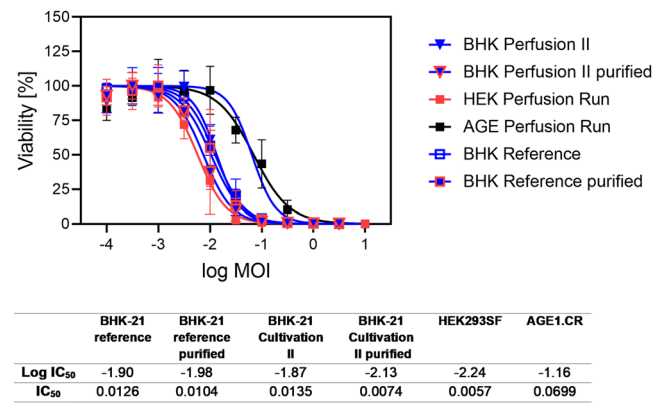 150
125
100
75
50
25
0
Viability [%]
-4 -3 -2 -1 0 1
log MOI
BHK Perfusion II
BHK Perfusion II purified
HEK Perfusion Run
AGE Perfusion Run
BHK Reference
BHK Reference purified
BHK-21 BHK-21 BHK-21 BHK-21 HEK293SF AGE1.CR
reference reference Cultivation Cultivation
purified II II purified
Log IC50 -1.90 -1.98 -1.87 -2.13 -2.24 -1.16
IC50 0.0126 0.0104 0.0135 0.0074 0.0057 0.0699